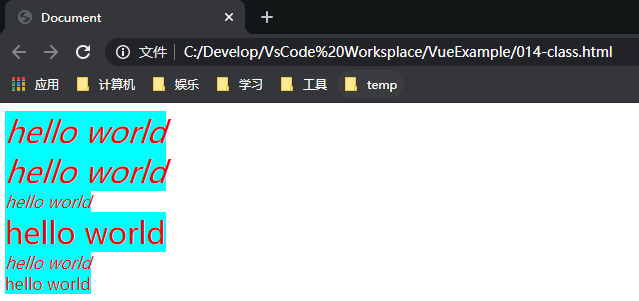 Document
文件 C:/Develop/VsCode%20Worksplace/VueExample/014-class.html
应用 计算机 娱乐 学习 工具 temp
hello world
hello world
hello world
hello world
hello world
hello world